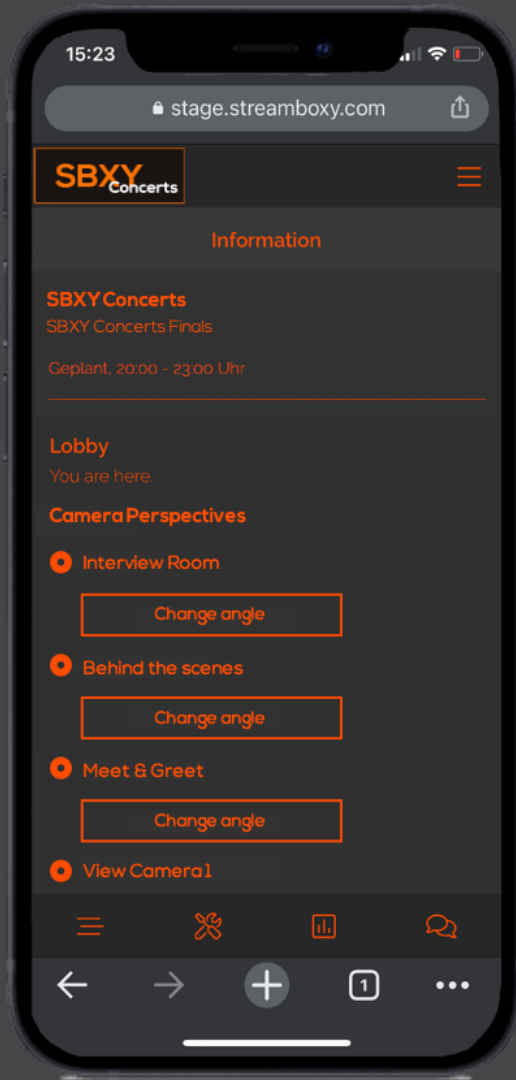 15:23
stage.streamboxy.com
SBXY
Concerts
Information
SBXY Concerts
SBXY Concerts Finals
Geplant, 20:00 - 23:00 Uhr
Lobby
You are here.
Camera Perspectives
Interview Room
Change angle
Behind the scenes
Change angle
Meet & Greet
Change angle
View Camera 1
1